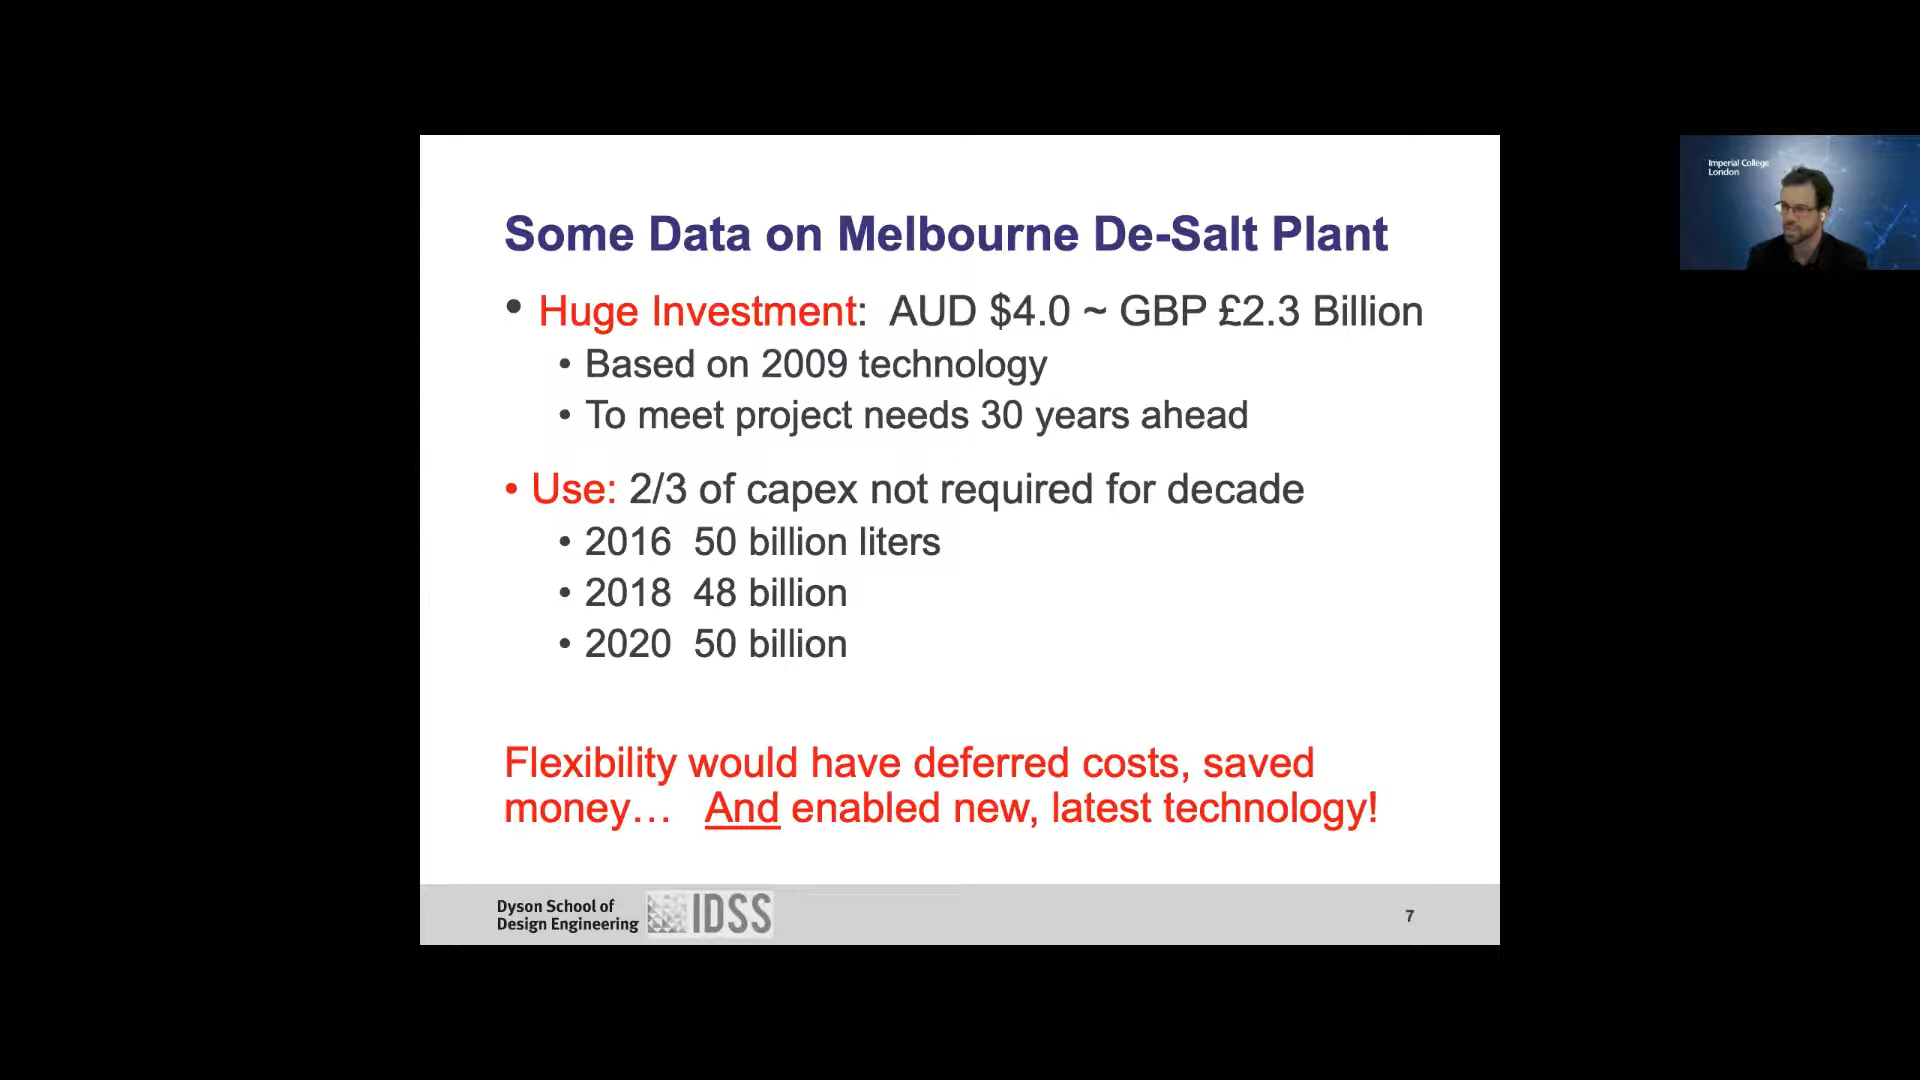 Imperial College
London
Some Data on Melbourne De-Salt Plant
• Huge Investment: AUD $4.0 ~ GBP £2.3 Billion
• Based on 2009 technology
• To meet project needs 30 years ahead
• Use: 2/3 of capex not required for decade
• 2016 50 billion liters
• 2018 48 billion
• 2020 50 billion
Flexibility would have deferred costs, saved
money… And enabled new, latest technology!
Dyson School of
Design Engineering
IDSS
7